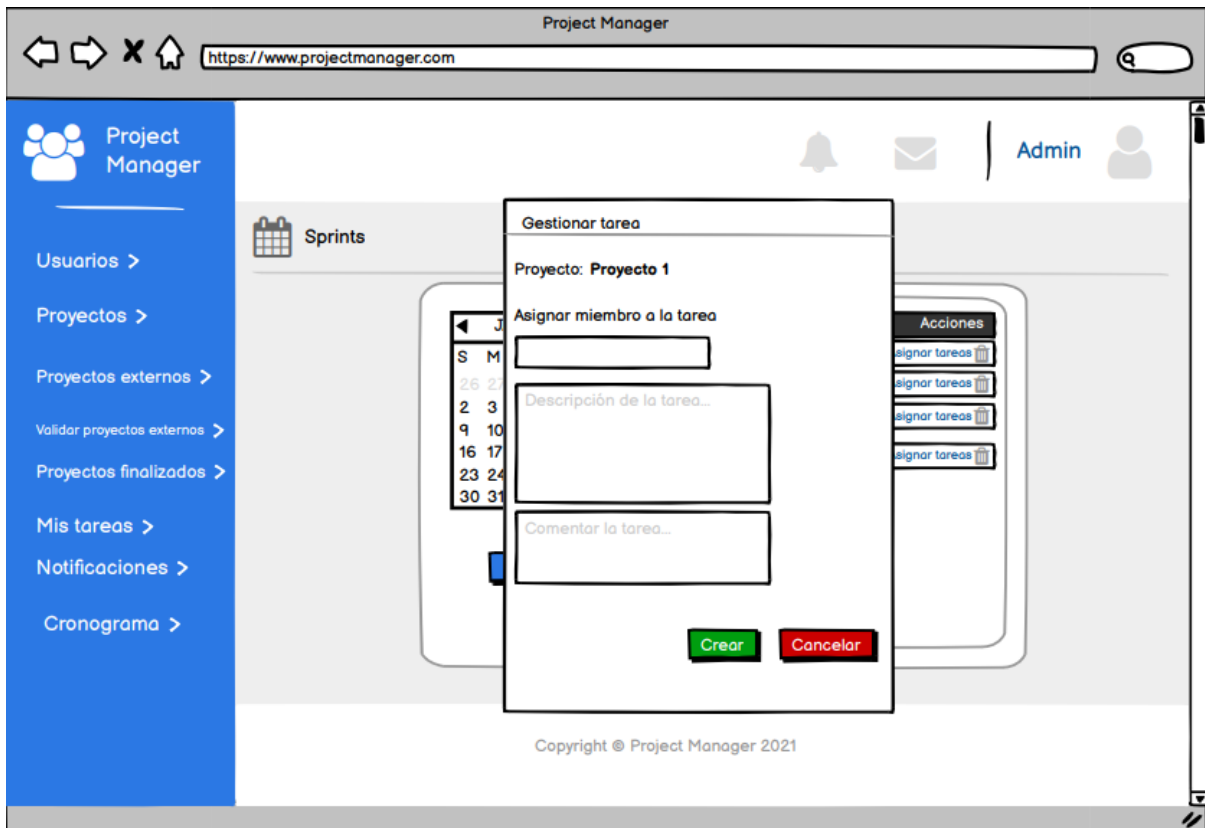 Project Manager
https://www.projectmanager.com
Project
Manager
Admin
Usuarios >
Proyectos >
Proyectos externos >
Validar proyectos externos >
Proyectos finalizados >
Mis tareas >
Notificaciones >
Cronograma >
Sprints
J
S M
26 27
2 3
9 10
16 17
23 24
30 31
Gestionar tarea
Proyecto: Proyecto 1
Asignar miembro a la tarea
Descripción de la tarea...
Comentar la tarea...
Crear
Cancelar
Acciones
signar tareas
signar tareas
signar tareas
signar tareas
Copyright © Project Manager 2021